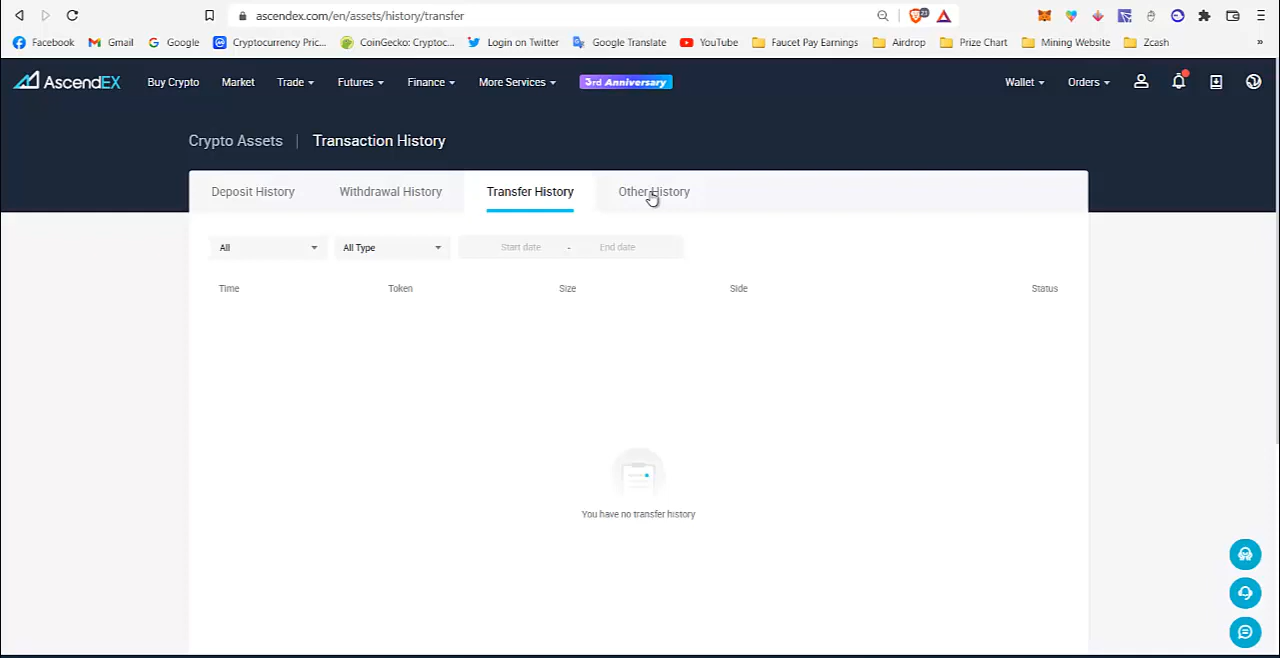 ascendex.com/en/assets/history/transfer
21
Facebook Gmail Google Cryptocurrency Pric... CoinGecko: Cryptoc... Login on Twitter Google Translate YouTube Faucet Pay Earnings Airdrop Prize Chart Mining Website Zcash »
AscendEX Buy Crypto Market Trade Futures Finance More Services 3rd Anniversary Wallet Orders
Crypto Assets | Transaction History
Deposit History Withdrawal History Transfer History Other History
All All Type Start date - End date
Time Token Size Side Status
You have no transfer history